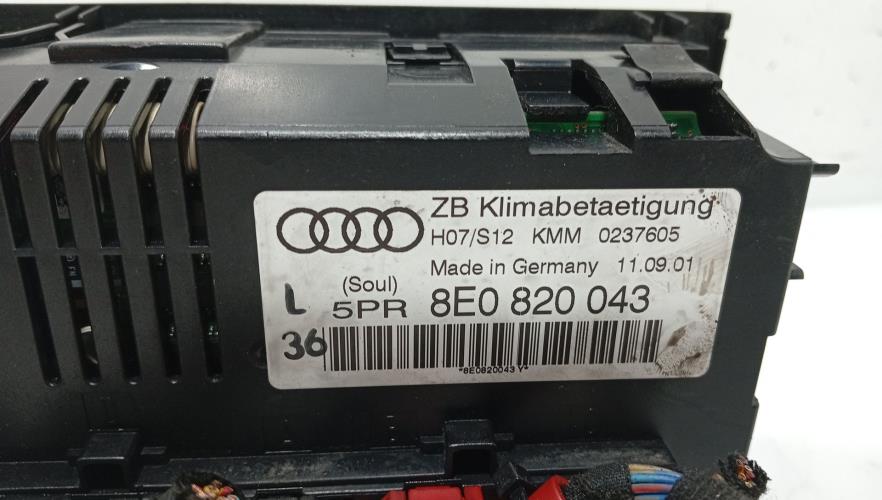 ZB Klimabetaetigung
H07/S12 KMM 0237605
Made in Germany 11.09.01
(Soul)
L 5PR 8E0 820 043
36
*8E0820043 Y*